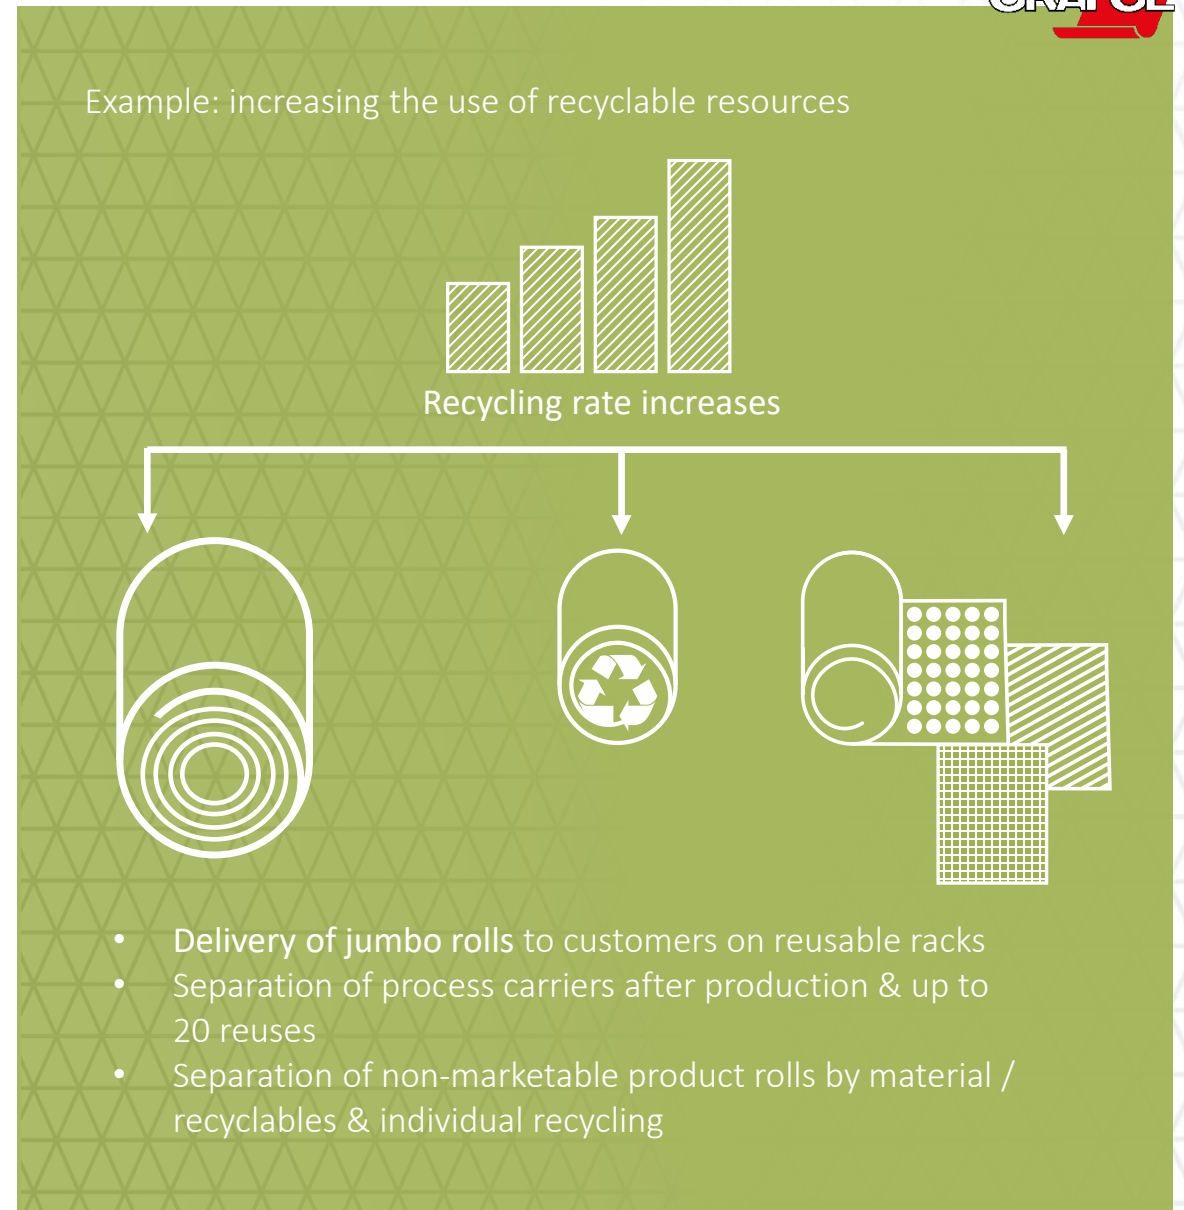 Example: increasing the use of recyclable resources
Recycling rate increases
• Delivery of jumbo rolls to customers on reusable racks
• Separation of process carriers after production & up to
20 reuses
• Separation of non-marketable product rolls by material /
recyclables & individual recycling